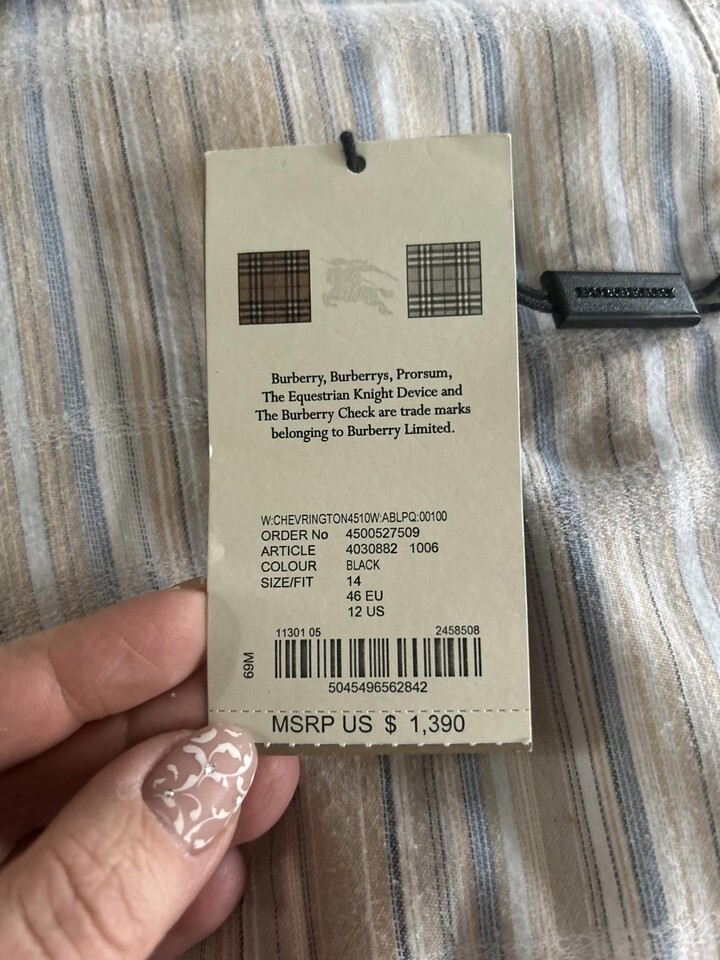 BURBERRY
Burberry, Burberrys, Prorsum,
The Equestrian Knight Device and
The Burberry Check are trade marks
belonging to Burberry Limited.
W:CHEVRINGTON4510W:ABLPQ:00100
ORDER No 4500527509
ARTICLE 4030882 1006
COLOUR BLACK
SIZE/FIT 14
46 EU
12 US
11301 05 2458508
69M
5045496562842
MSRP US $ 1,390